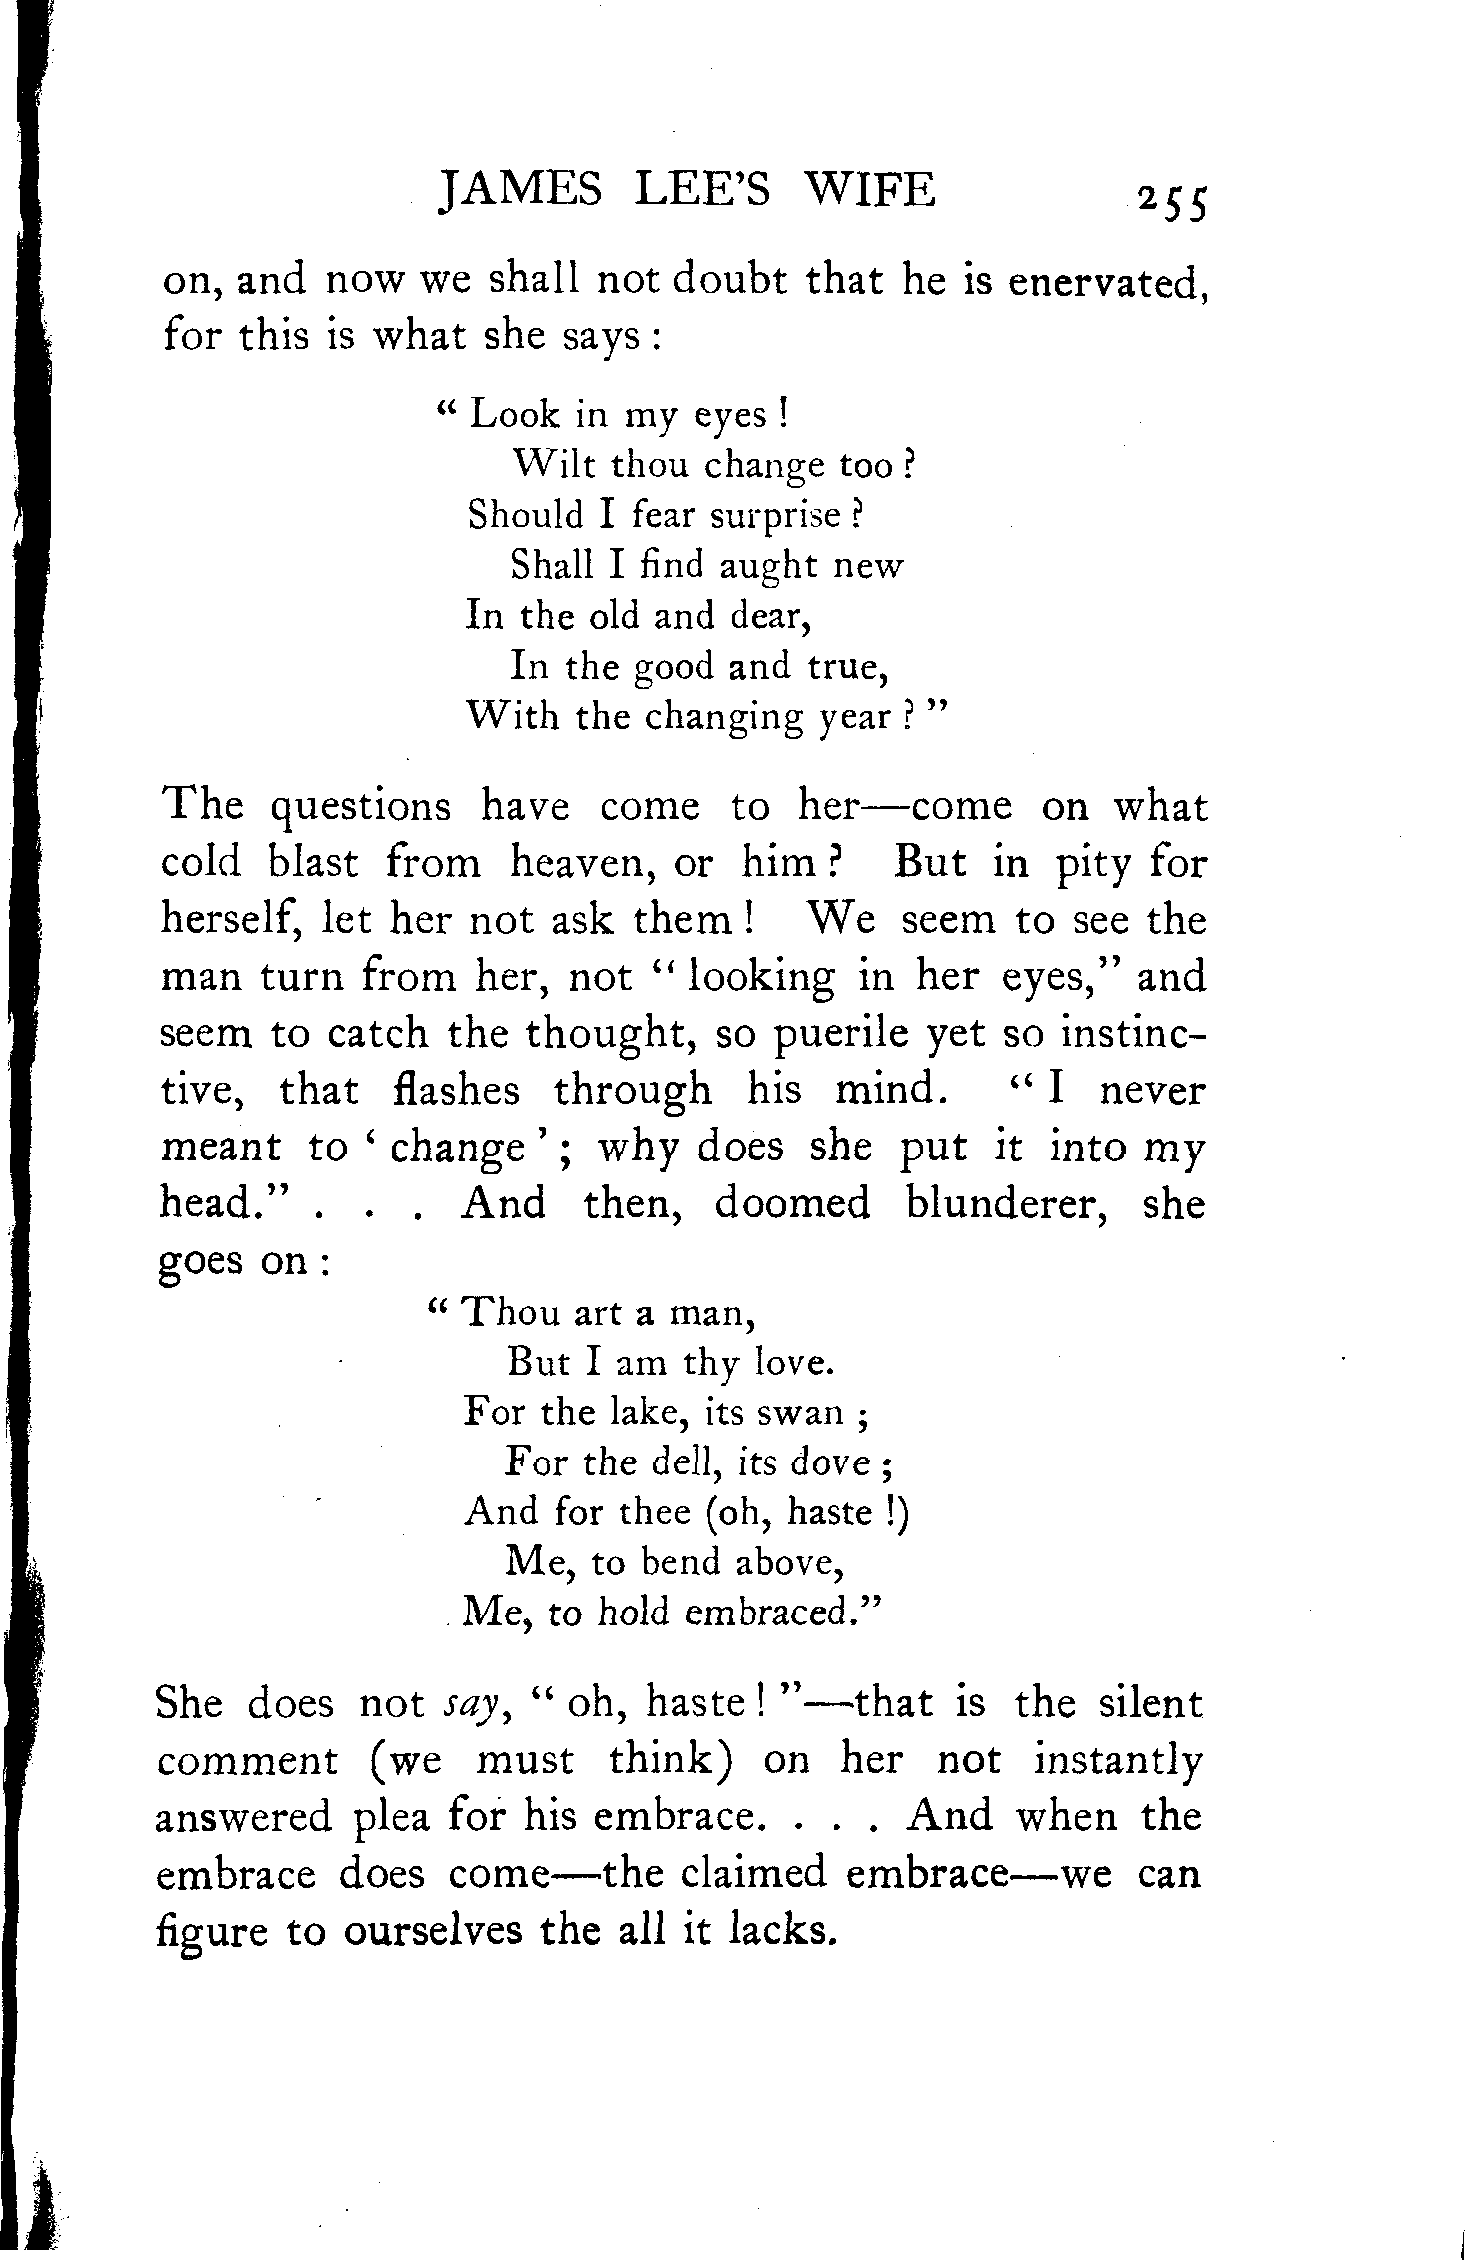 JAMES LEE'S WIFE 255
on, and now we shall not doubt that he is enervated,
for this is what she says :
“ Look in my eyes !
Wilt thou change too ?
Should I fear surprise ?
Shall I find aught new
In the old and dear,
In the good and true,
With the changing year ? ”
The questions have come to her—come on what
cold blast from heaven, or him ? But in pity for
herself, let her not ask them ! We seem to see the
man turn from her, not “ looking in her eyes,” and
seem to catch the thought, so puerile yet so instinc-
tive, that flashes through his mind. “ I never
meant to ‘ change ’ ; why does she put it into my
head.” . . . And then, doomed blunderer, she
goes on :
“ Thou art a man,
But I am thy love.
For the lake, its swan ;
For the dell, its dove ;
And for thee (oh, haste !)
Me, to bend above,
Me, to hold embraced.”
She does not say, “ oh, haste ! ”—that is the silent
comment (we must think) on her not instantly
answered plea for his embrace. . . . And when the
embrace does come—the claimed embrace—we can
figure to ourselves the all it lacks.